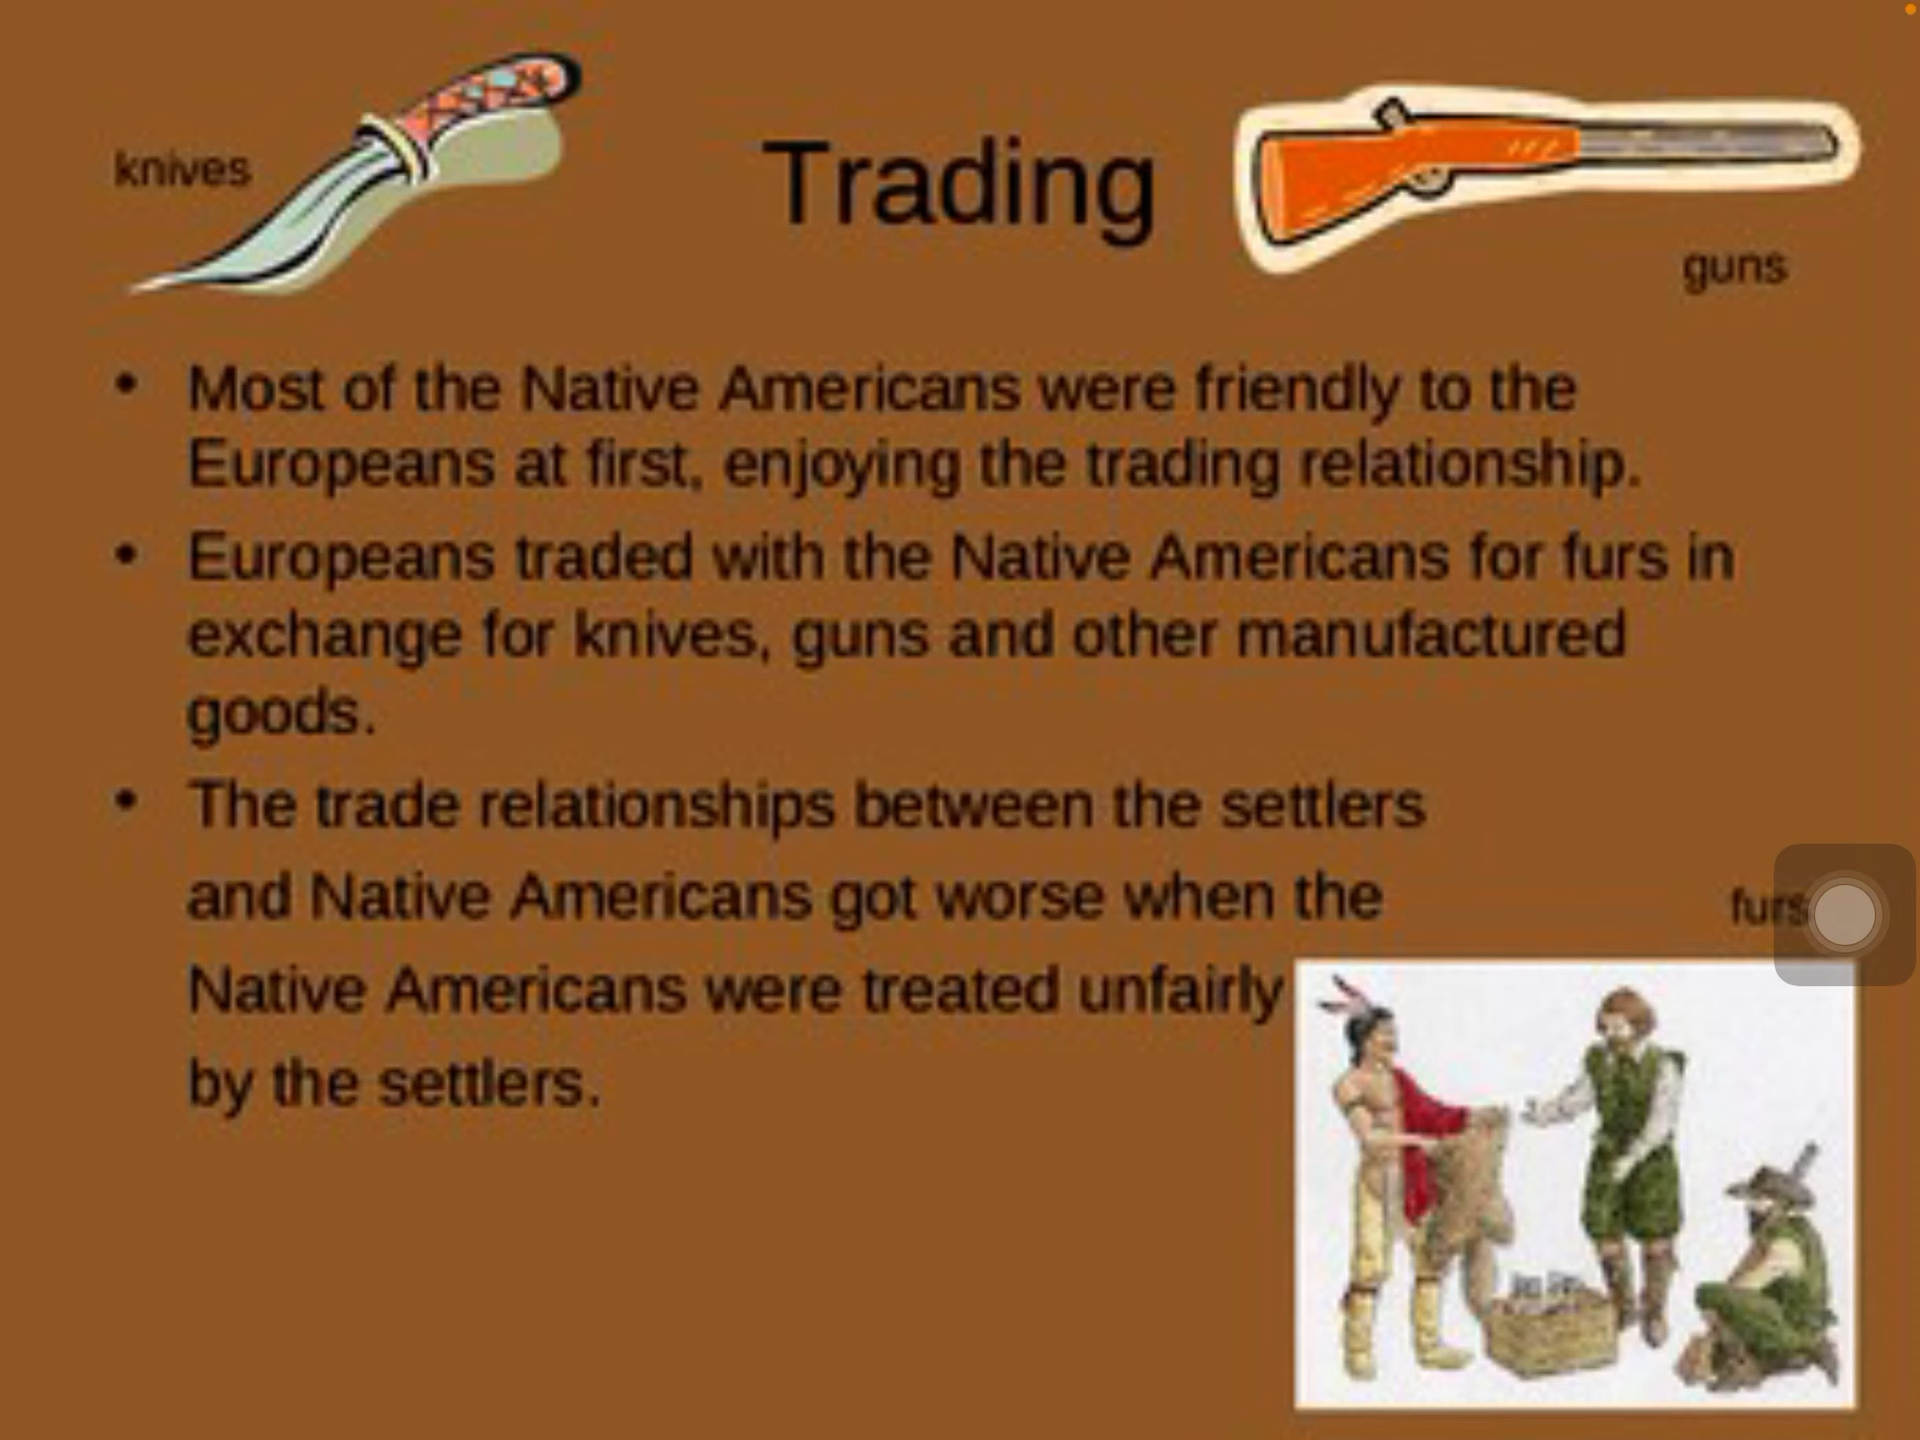 knives
Trading
guns
• Most of the Native Americans were friendly to the
Europeans at first, enjoying the trading relationship.
• Europeans traded with the Native Americans for furs in
exchange for knives, guns and other manufactured
goods.
• The trade relationships between the settlers
and Native Americans got worse when the
furs
Native Americans were treated unfairly
by the settlers.